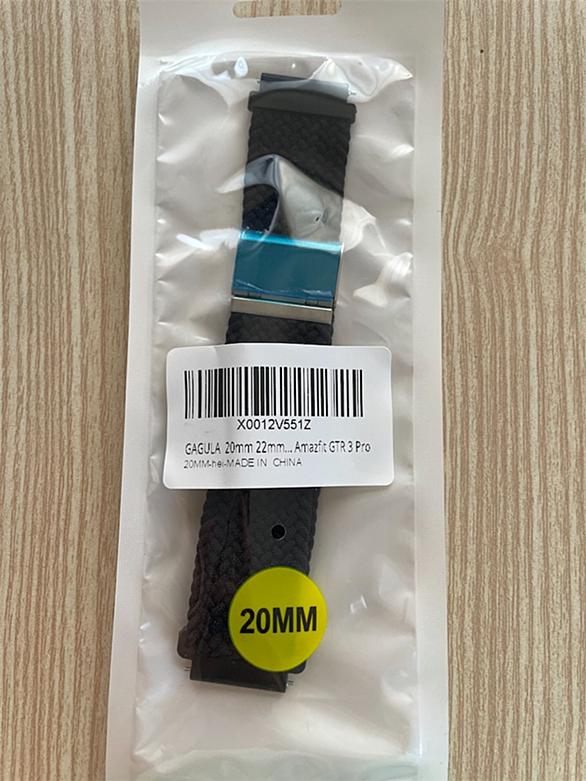 X0012V551Z
GAGULA 20mm 22mm... Amazfit GTR 3 Pro
20MM-hei-MADE IN CHINA
20MM